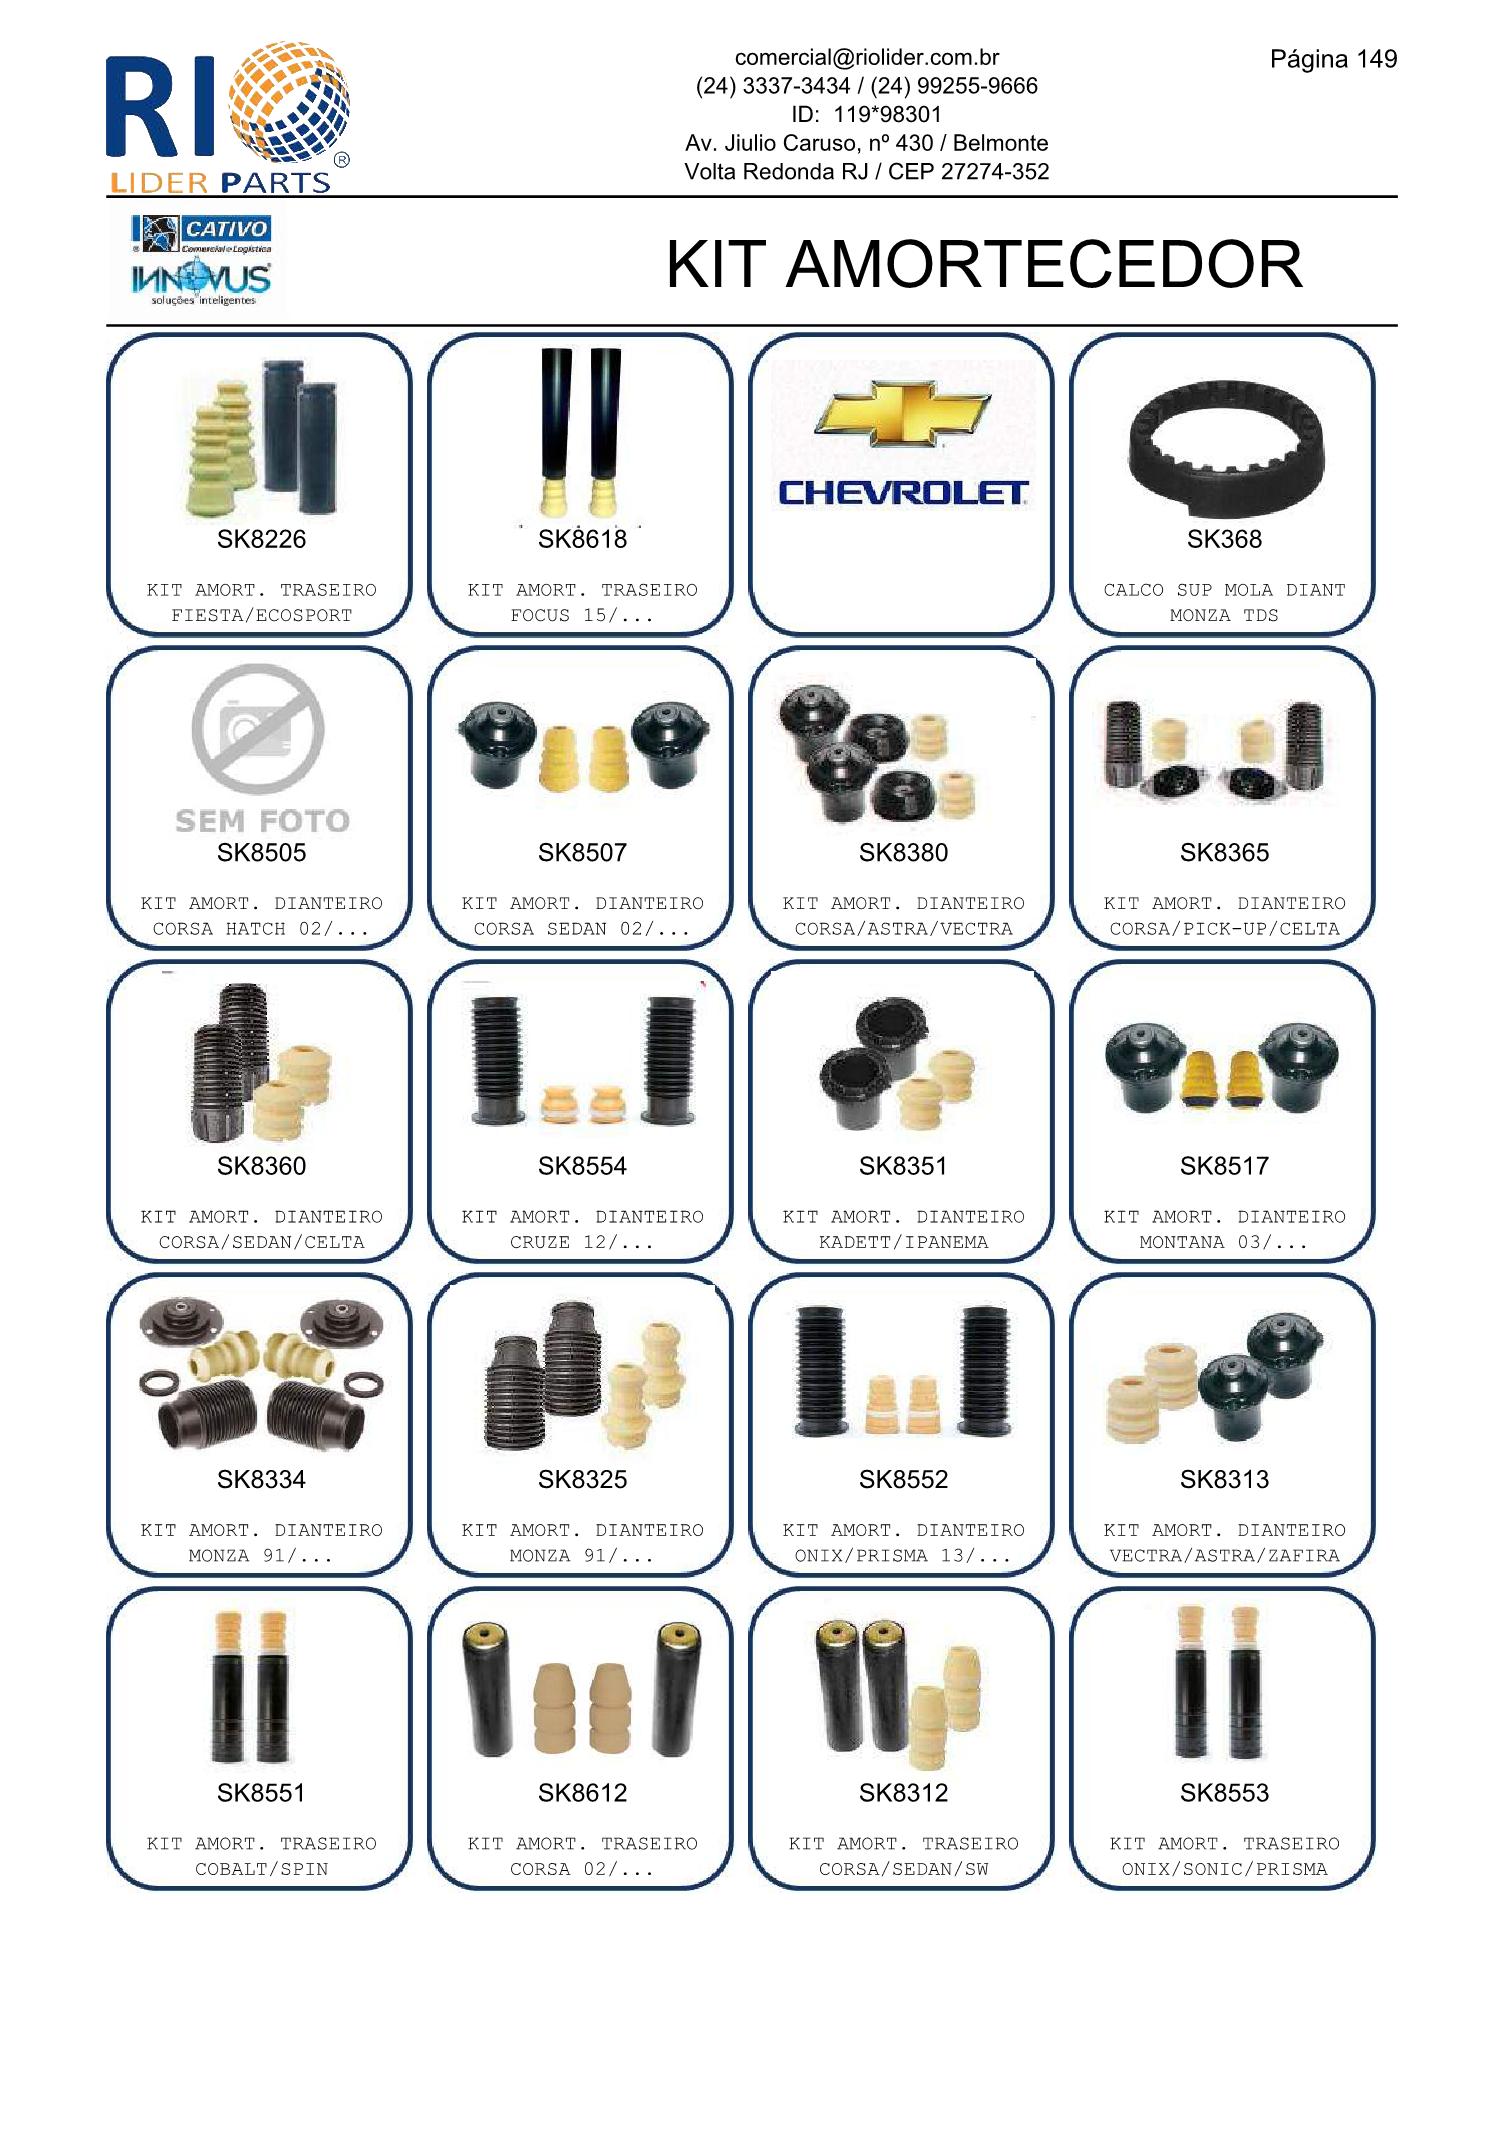 RIO
®
LIDER PARTS
comercial@riolider.com.br
(24) 3337-3434 / (24) 99255-9666
ID:  119*98301
Av. Jiulio Caruso, nº 430 / Belmonte
Volta Redonda RJ / CEP 27274-352
Página 149
CATIVO
® Comercial e Logística
INNOVUS
soluções inteligentes
KIT AMORTECEDOR
SK8226
KIT AMORT. TRASEIRO
FIESTA/ECOSPORT
SK8618
KIT AMORT. TRASEIRO
FOCUS 15/...
CHEVROLET
SK368
CALCO SUP MOLA DIANT
MONZA TDS
SEM FOTO
SK8505
KIT AMORT. DIANTEIRO
CORSA HATCH 02/...
SK8507
KIT AMORT. DIANTEIRO
CORSA SEDAN 02/...
SK8380
KIT AMORT. DIANTEIRO
CORSA/ASTRA/VECTRA
SK8365
KIT AMORT. DIANTEIRO
CORSA/PICK-UP/CELTA
SK8360
KIT AMORT. DIANTEIRO
CORSA/SEDAN/CELTA
SK8554
KIT AMORT. DIANTEIRO
CRUZE 12/...
SK8351
KIT AMORT. DIANTEIRO
KADETT/IPANEMA
SK8517
KIT AMORT. DIANTEIRO
MONTANA 03/...
SK8334
KIT AMORT. DIANTEIRO
MONZA 91/...
SK8325
KIT AMORT. DIANTEIRO
MONZA 91/...
SK8552
KIT AMORT. DIANTEIRO
ONIX/PRISMA 13/...
SK8313
KIT AMORT. DIANTEIRO
VECTRA/ASTRA/ZAFIRA
SK8551
KIT AMORT. TRASEIRO
COBALT/SPIN
SK8612
KIT AMORT. TRASEIRO
CORSA 02/...
SK8312
KIT AMORT. TRASEIRO
CORSA/SEDAN/SW
SK8553
KIT AMORT. TRASEIRO
ONIX/SONIC/PRISMA